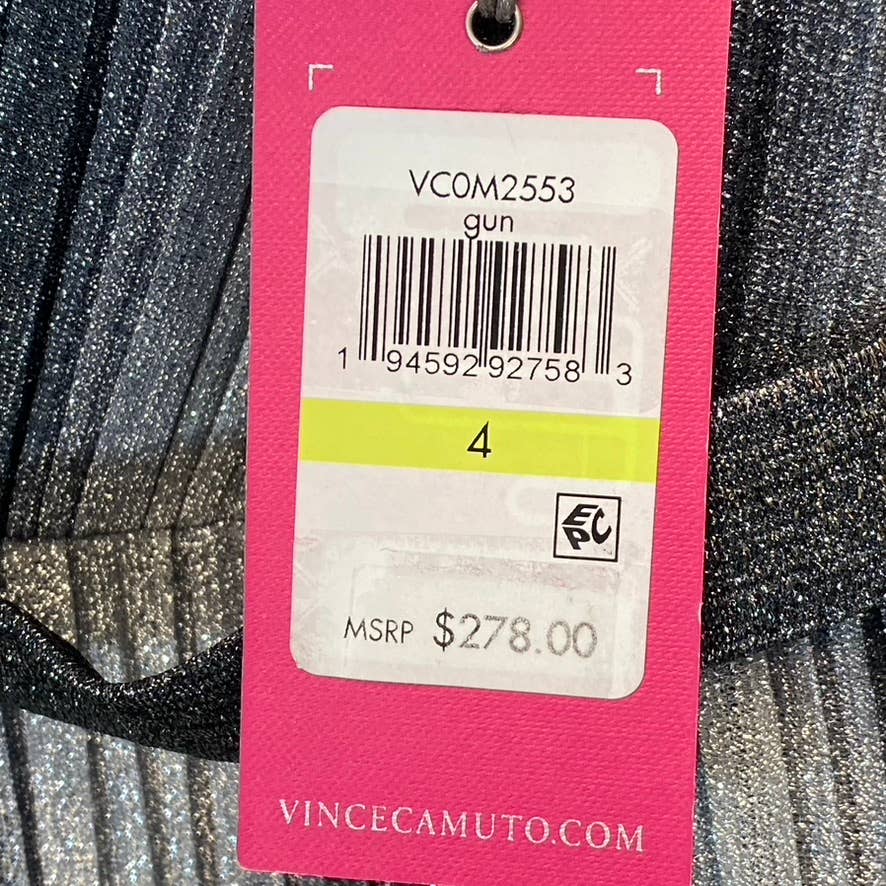 VC0M2553
gun
1 94592 92758 3
4
EPC
MSRP $278.00
VINCECAMUTO.COM